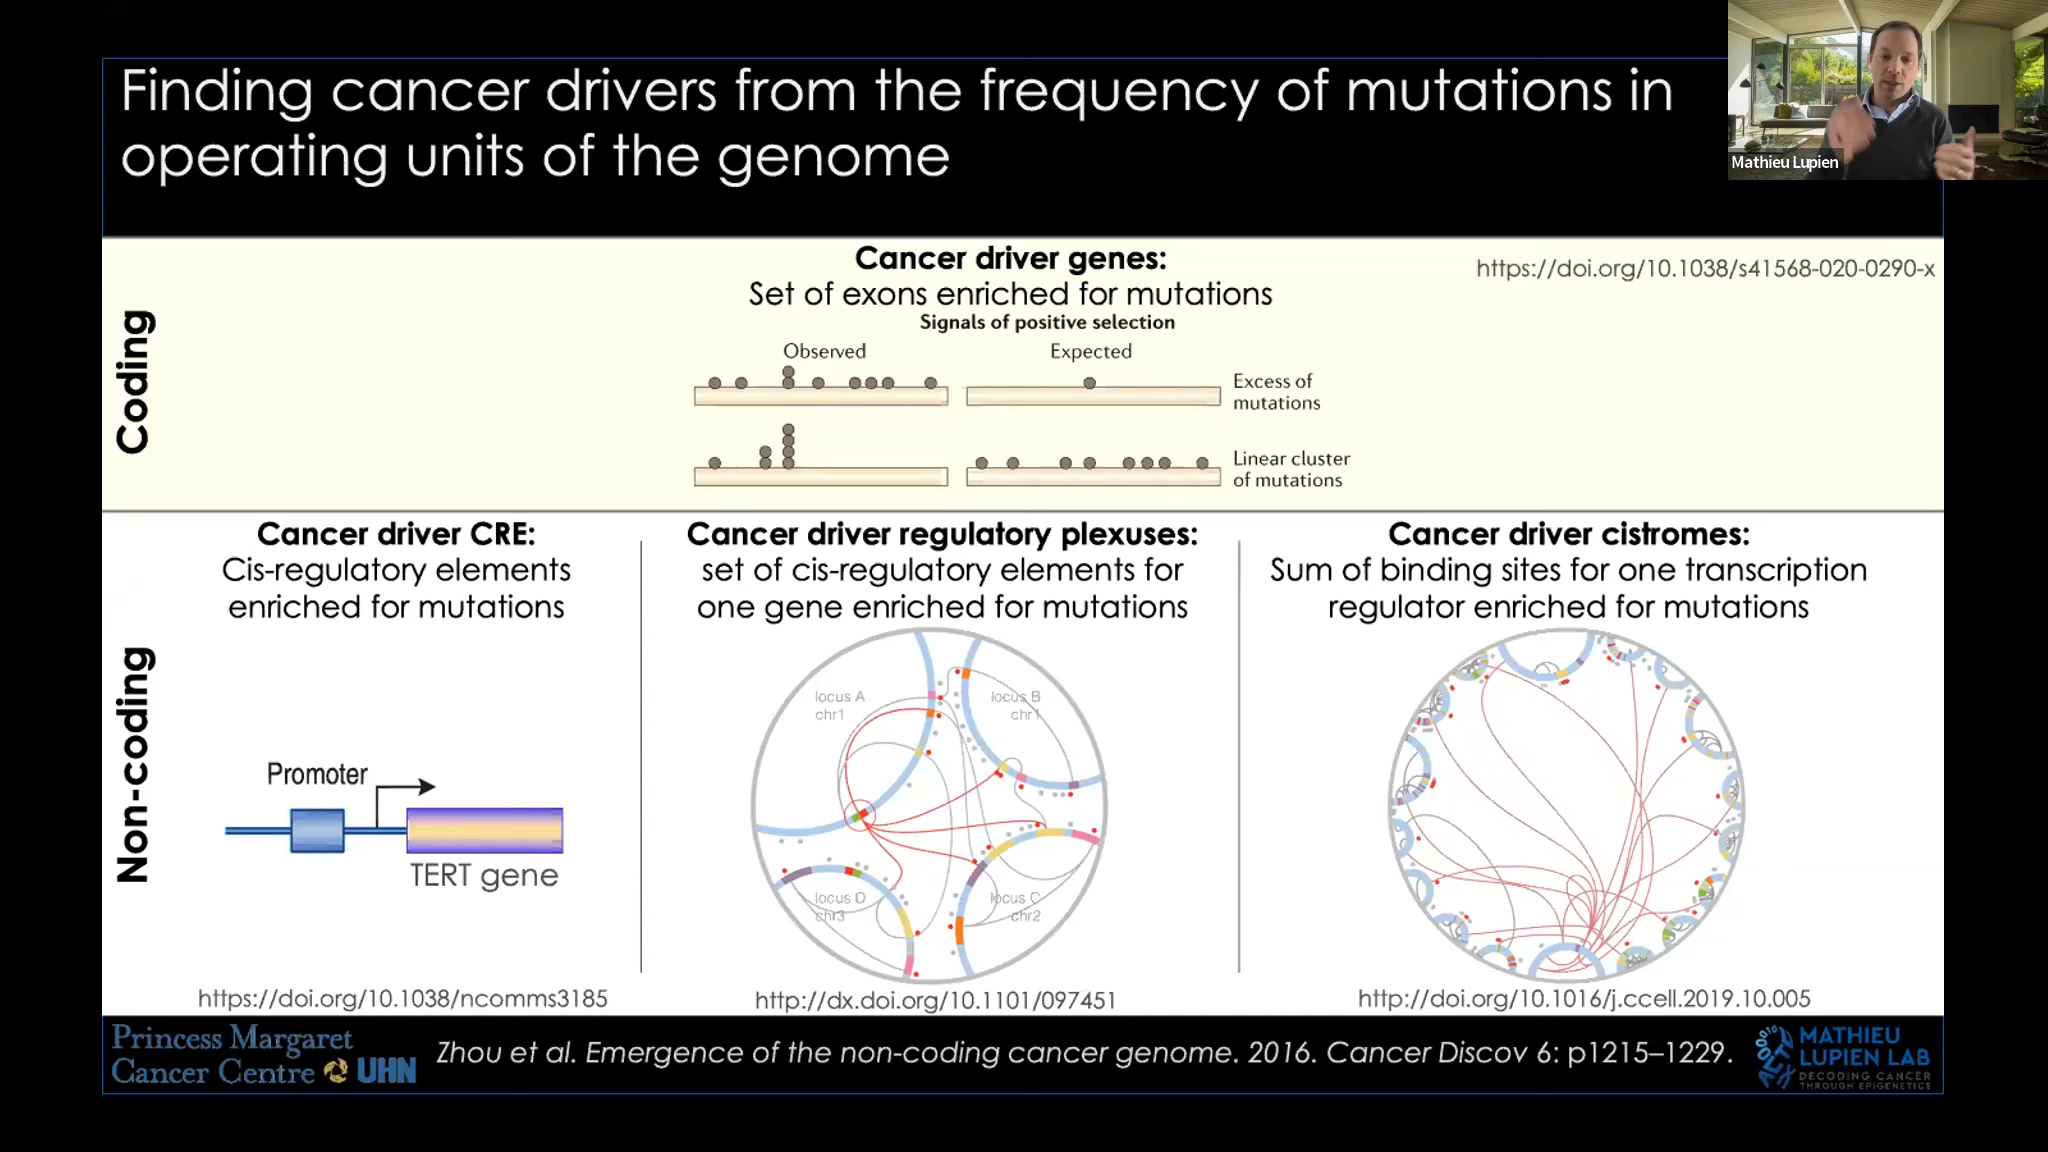 Finding cancer drivers from the frequency of mutations in
operating units of the genome
Mathieu Lupien
Coding
Cancer driver genes:
Set of exons enriched for mutations
https://doi.org/10.1038/s41568-020-0290-x
Signals of positive selection
Observed
Expected
Excess of
mutations
Linear cluster
of mutations
Non-coding
Cancer driver CRE:
Cis-regulatory elements
enriched for mutations
Promoter
TERT gene
https://doi.org/10.1038/ncomms3185
Cancer driver regulatory plexuses:
set of cis-regulatory elements for
one gene enriched for mutations
locus A
chr1
locus B
chr1
locus D
chr3
locus C
chr2
http://dx.doi.org/10.1101/097451
Cancer driver cistromes:
Sum of binding sites for one transcription
regulator enriched for mutations
http://doi.org/10.1016/j.ccell.2019.10.005
Princess Margaret
Cancer Centre UHN
Zhou et al. Emergence of the non-coding cancer genome. 2016. Cancer Discov 6: p1215–1229.
MATHIEU
LUPIEN LAB
DECODING CANCER
THROUGH EPIGENETICS